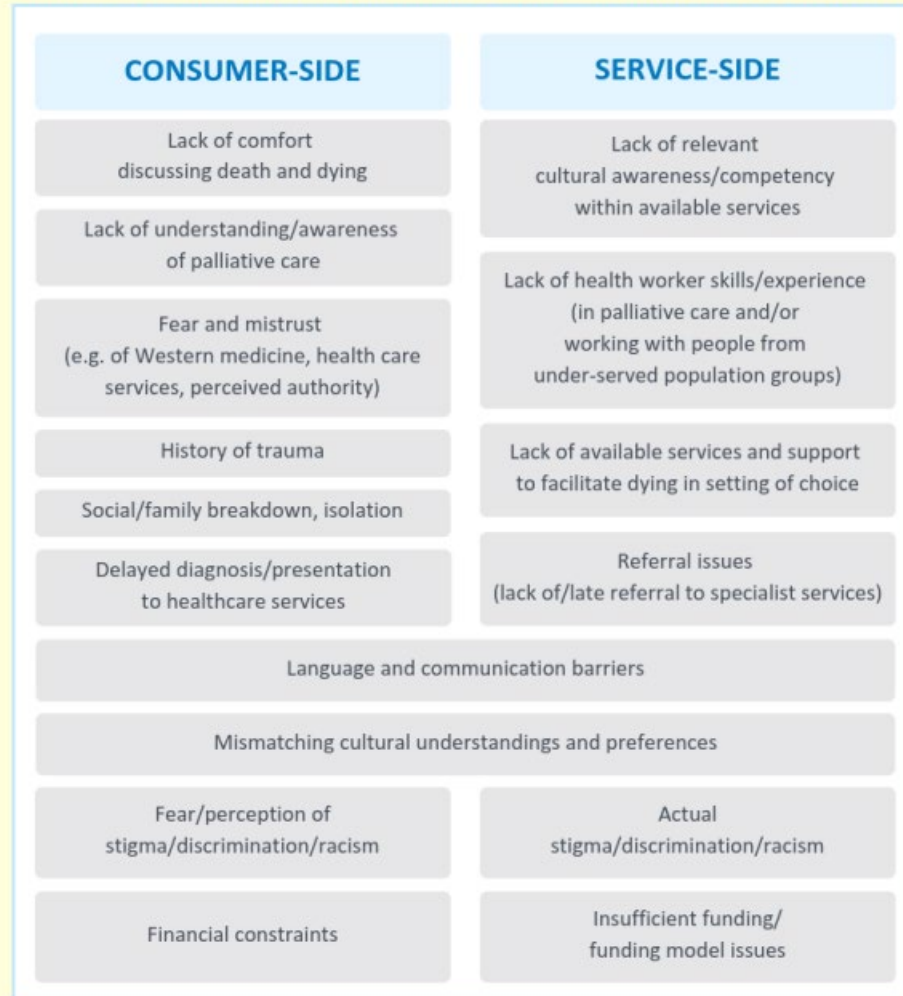 CONSUMER-SIDE
Lack of comfort
discussing death and dying
Lack of understanding/awareness
of palliative care
Fear and mistrust
(e.g. of Western medicine, health care
services, perceived authority)
History of trauma
Social/family breakdown, isolation
Delayed diagnosis/presentation
to healthcare services
SERVICE-SIDE
Lack of relevant
cultural awareness/competency
within available services
Lack of health worker skills/experience
(in palliative care and/or
working with people from
under-served population groups)
Lack of available services and support
to facilitate dying in setting of choice
Referral issues
(lack of/late referral to specialist services)
Language and communication barriers
Mismatching cultural understandings and preferences
Fear/perception of
stigma/discrimination/racism
Actual
stigma/discrimination/racism
Financial constraints
Insufficient funding/
funding model issues